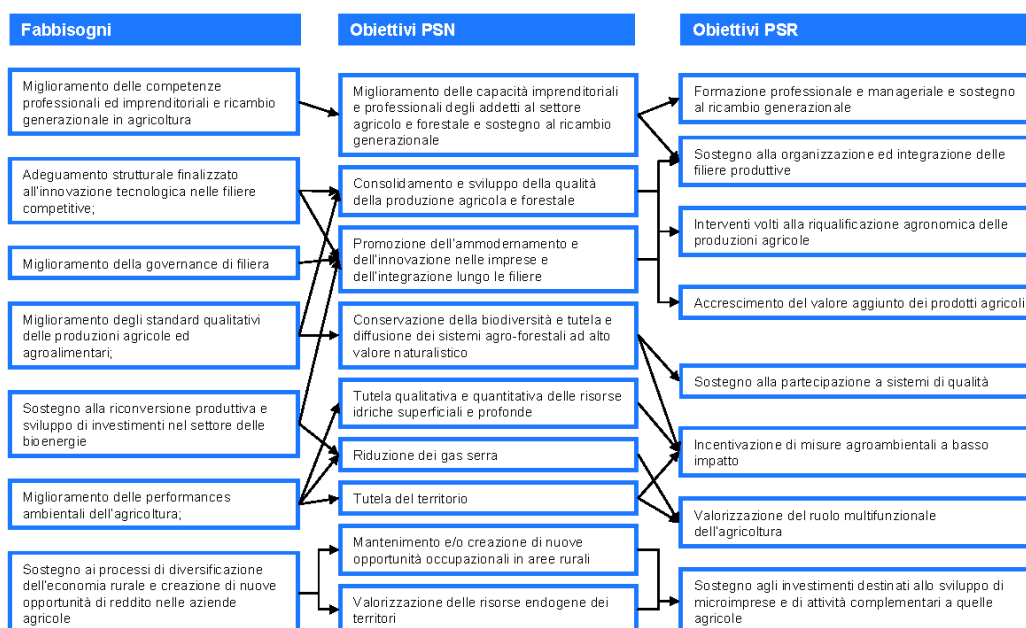 Fabbisogni
Obiettivi PSN
Obiettivi PSR
Miglioramento delle competenze
professionali ed imprenditoriali e ricambio
generazionale in agricoltura
Adeguamento strutturale finalizzato
all'innovazione tecnologica nelle filiere
competitive;
Miglioramento della governance di filiera
Miglioramento degli standard qualitativi
delle produzioni agricole ed
agroalimentari;
Sostegno alla riconversione produttiva e
sviluppo di investimenti nel settore delle
bioenergie
Miglioramento delle performances
ambientali dell'agricoltura;
Sostegno ai processi di diversificazione
dell'economia rurale e creazione di nuove
opportunità di reddito nelle aziende
agricole
Miglioramento delle capacità imprenditoriali
e professionali degli addetti al settore
agricolo e forestale e sostegno al ricambio
generazionale
Consolidamento e sviluppo della qualità
della produzione agricola e forestale
Promozione dell'ammodernamento e
dell'innovazione nelle imprese e
dell'integrazione lungo le filiere
Conservazione della biodiversità e tutela e
diffusione dei sistemi agro-forestali ad alto
valore naturalistico
Tutela qualitativa e quantitativa delle risorse
idriche superficiali e profonde
Riduzione dei gas serra
Tutela del territorio
Mantenimento e/o creazione di nuove
opportunità occupazionali in aree rurali
Valorizzazione delle risorse endogene dei
territori
Formazione professionale e manageriale e sostegno
al ricambio generazionale
Sostegno alla organizzazione ed integrazione delle
filiere produttive
Interventi volti alla riqualificazione agronomica delle
produzioni agricole
Accrescimento del valore aggiunto dei prodotti agricoli
Sostegno alla partecipazione a sistemi di qualità
Incentivazione di misure agroambientali a basso
impatto
Valorizzazione del ruolo multifunzionale
dell'agricoltura
Sostegno agli investimenti destinati allo sviluppo di
microimprese e di attività complementari a quelle
agricole